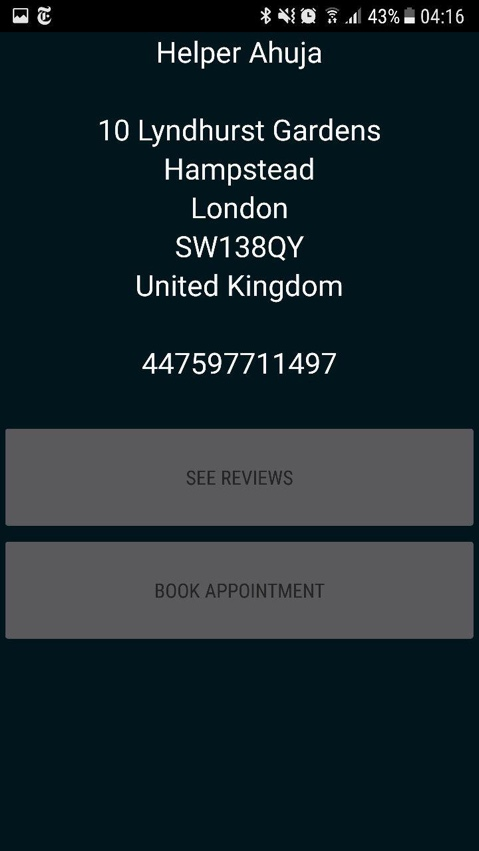 43% 04:16
Helper Ahuja
10 Lyndhurst Gardens
Hampstead
London
SW138QY
United Kingdom
447597711497
SEE REVIEWS
BOOK APPOINTMENT